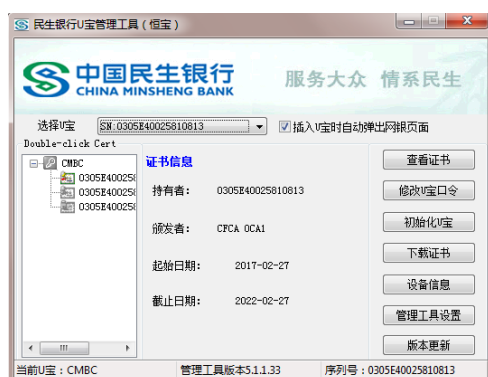 民生银行U宝管理工具（恒宝）
中国民生银行
CHINA MINSHENG BANK
服务大众 情系民生
选择U宝 SN:0305E40025810813 插入U宝时自动弹出网银页面
Double-click Cert
CMBC
0305E40025
0305E40025
0305E40025
证书信息
持有者： 0305E40025810813
颁发者： CFCA OCA1
起始日期： 2017-02-27
截止日期： 2022-02-27
查看证书
修改U宝口令
初始化U宝
下载证书
设备信息
管理工具设置
版本更新
当前U宝：CMBC 管理工具版本5.1.1.33 序列号：0305E40025810813